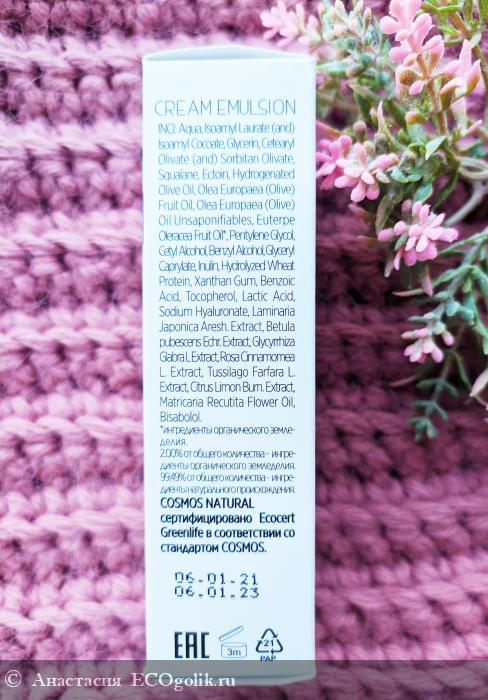 CREAM EMULSION
INCI: Aqua, Isoamyl Laurate (and)
Isoamyl Cocoate, Glycerin, Cetearyl
Olivate (and) Sorbitan Olivate,
Squalane, Ectoin, Hydrogenated
Olive Oil, Olea Europaea (Olive)
Fruit Oil, Olea Europaea (Olive)
Oil Unsaponifiables, Euterpe
Oleracea Fruit Oil*, Pentylene Glycol,
Cetyl Alcohol, Benzyl Alcohol, Glyceryl
Caprylate, Inulin, Hydrolyzed Wheat
Protein, Xanthan Gum, Benzoic
Acid, Tocopherol, Lactic Acid,
Sodium Hyaluronate, Laminaria
Japonica Aresh. Extract, Betula
pubescens Echr. Extract, Glycyrrhiza
Glabra L Extract, Rosa Cinnamomea
L Extract, Tussilago Farfara L.
Extract, Citrus Limon Burn. Extract,
Matricaria Recutita Flower Oil,
Bisabolol.
*ингредиенты органического земле-
делия.
2.00% от общего количества - ингре-
диенты органического земледелия.
99.49% от общего количества - ингре-
диенты натурального происхождения.
COSMOS NATURAL
сертифицировано Ecocert
Greenlife в соответствии со
стандартом COSMOS.
06.01.21
06.01.23
EAC 3m 21
PAP
© Анастасия ECOgolik.ru